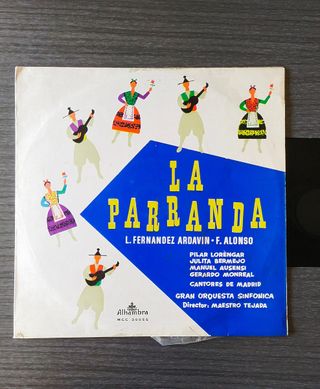 LA
PARRANDA
L. FERNANDEZ ARDAVIN - F. ALONSO
PILAR LORENGAR
JULITA BERMEJO
MANUEL AUSENSI
GERARDO MONREAL
CANTORES DE MADRID
GRAN ORQUESTA SINFONICA
Director: MAESTRO TEJADA
Alhambra